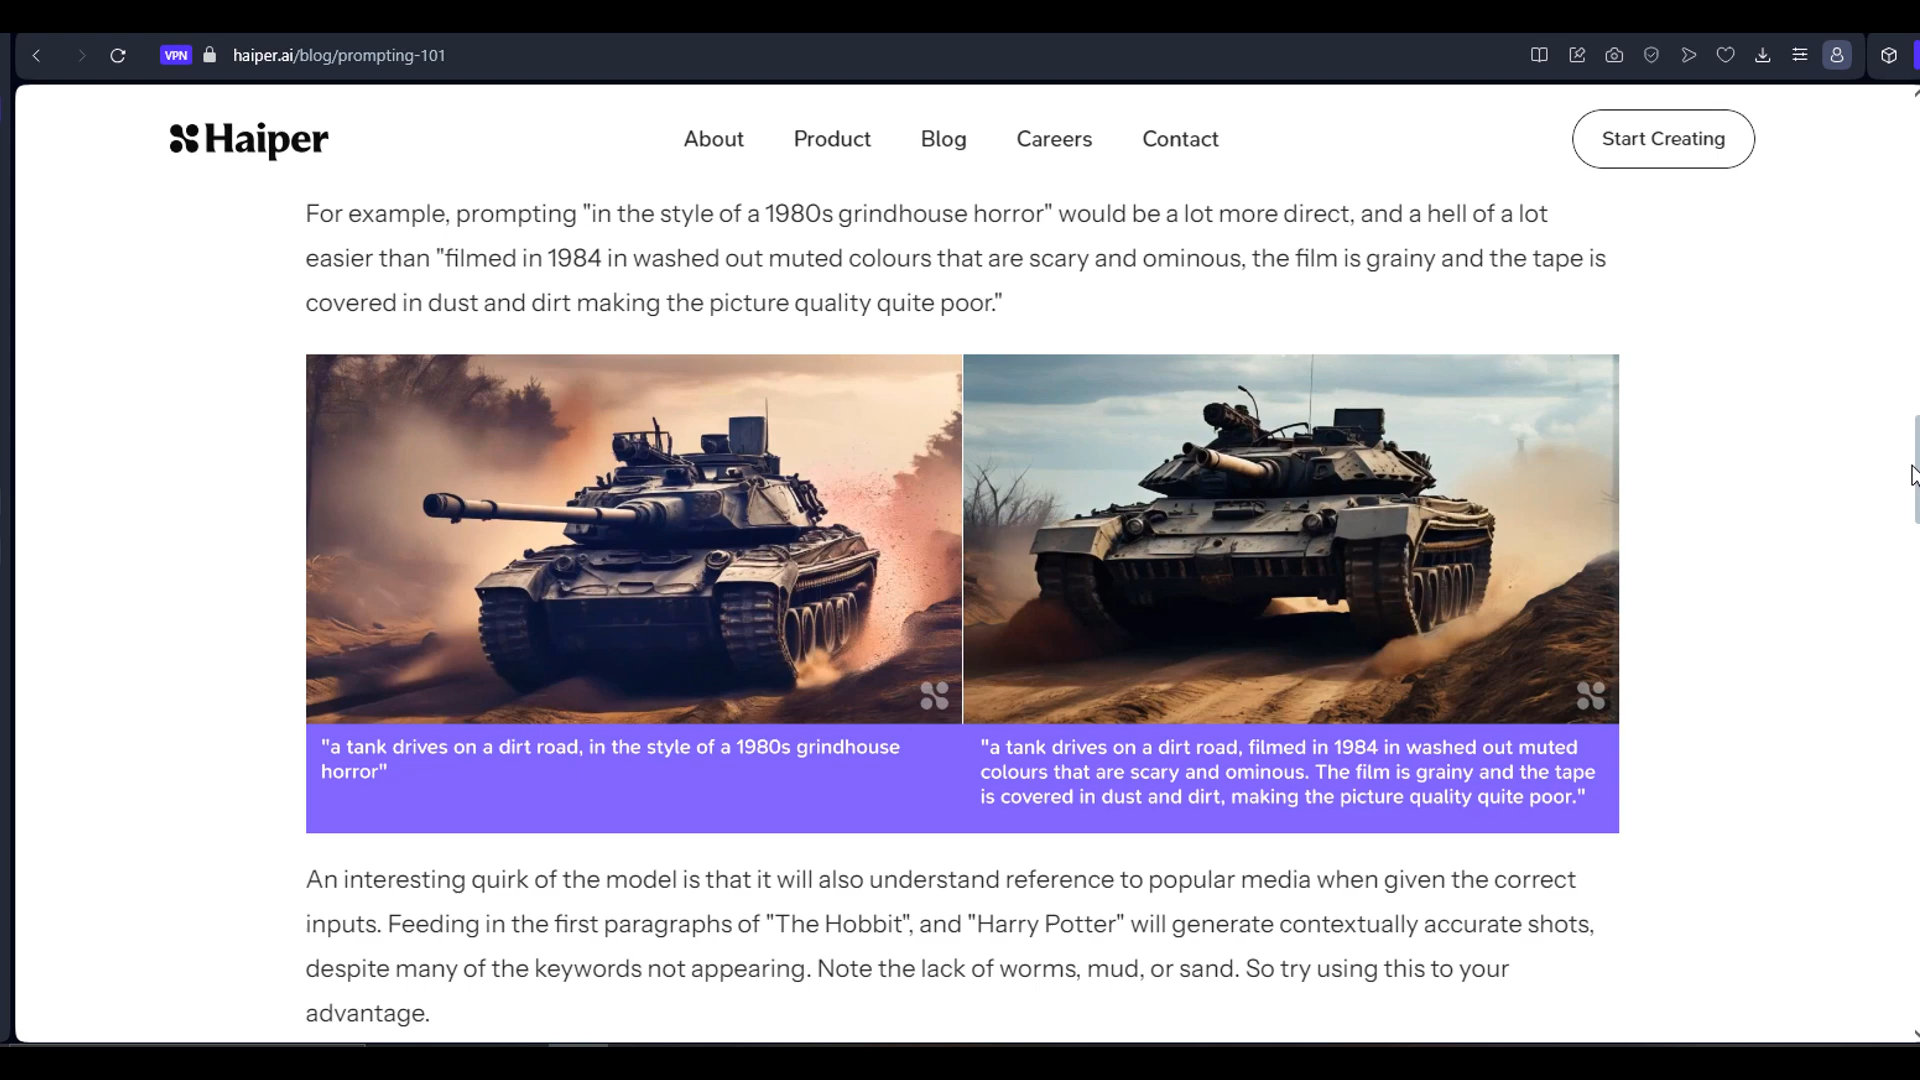 VPN haiper.ai/blog/prompting-101
Haiper About Product Blog Careers Contact Start Creating
For example, prompting "in the style of a 1980s grindhouse horror" would be a lot more direct, and a hell of a lot
easier than "filmed in 1984 in washed out muted colours that are scary and ominous, the film is grainy and the tape is
covered in dust and dirt making the picture quality quite poor."
"a tank drives on a dirt road, in the style of a 1980s grindhouse
horror"
"a tank drives on a dirt road, filmed in 1984 in washed out muted
colours that are scary and ominous. The film is grainy and the tape
is covered in dust and dirt, making the picture quality quite poor."
An interesting quirk of the model is that it will also understand reference to popular media when given the correct
inputs. Feeding in the first paragraphs of "The Hobbit", and "Harry Potter" will generate contextually accurate shots,
despite many of the keywords not appearing. Note the lack of worms, mud, or sand. So try using this to your
advantage.